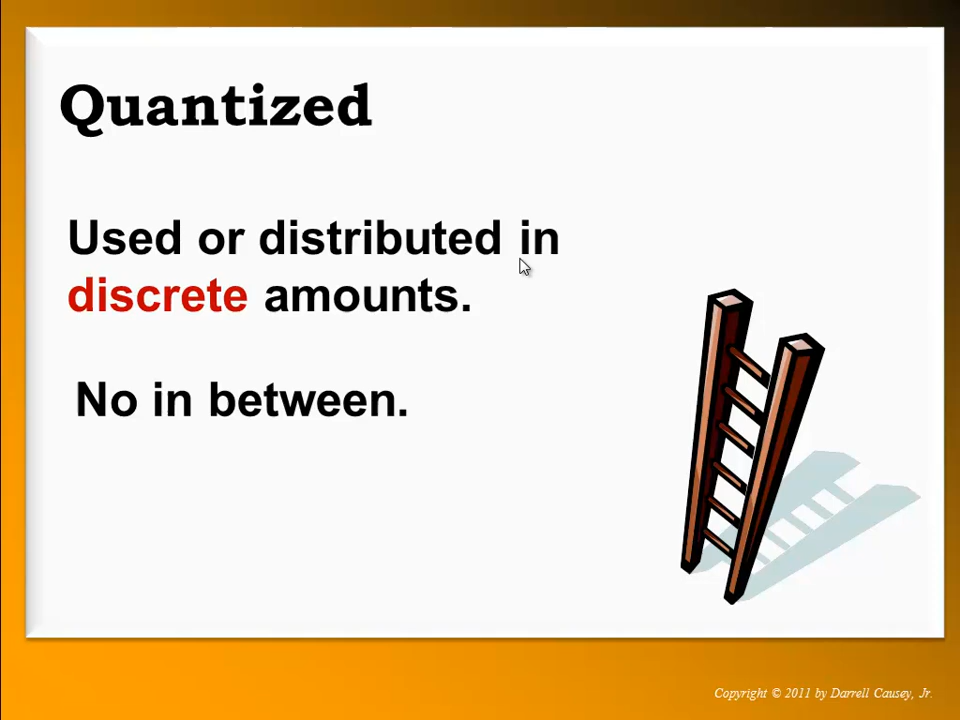 Quantized
Used or distributed in
discrete amounts.
No in between.
Copyright © 2011 by Darrell Causey, Jr.